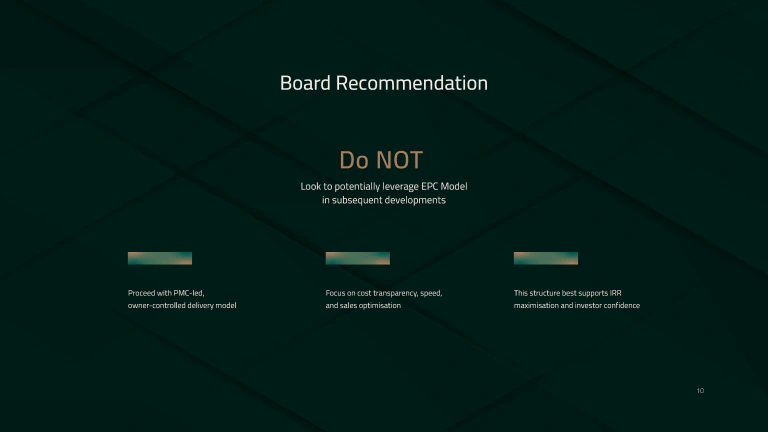 Board Recommendation
Do NOT
Look to potentially leverage EPC Model
in subsequent developments
Proceed with PMC-led,
owner-controlled delivery model
Focus on cost transparency, speed,
and sales optimisation
This structure best supports IRR
maximisation and investor confidence
10